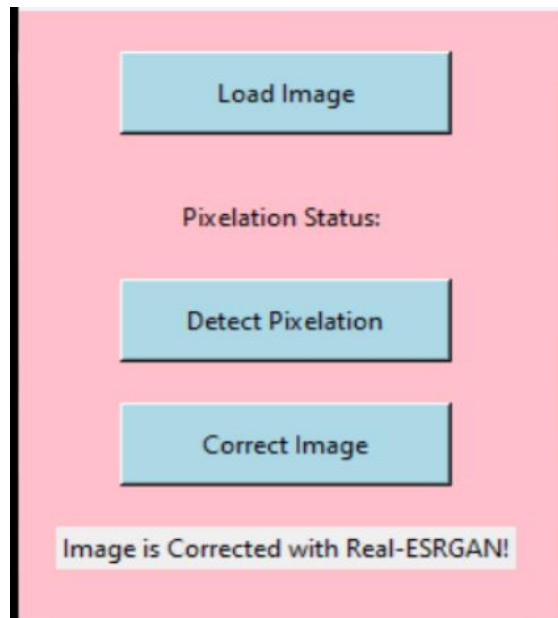 Load Image
Pixelation Status:
Detect Pixelation
Correct Image
Image is Corrected with Real-ESRGAN!